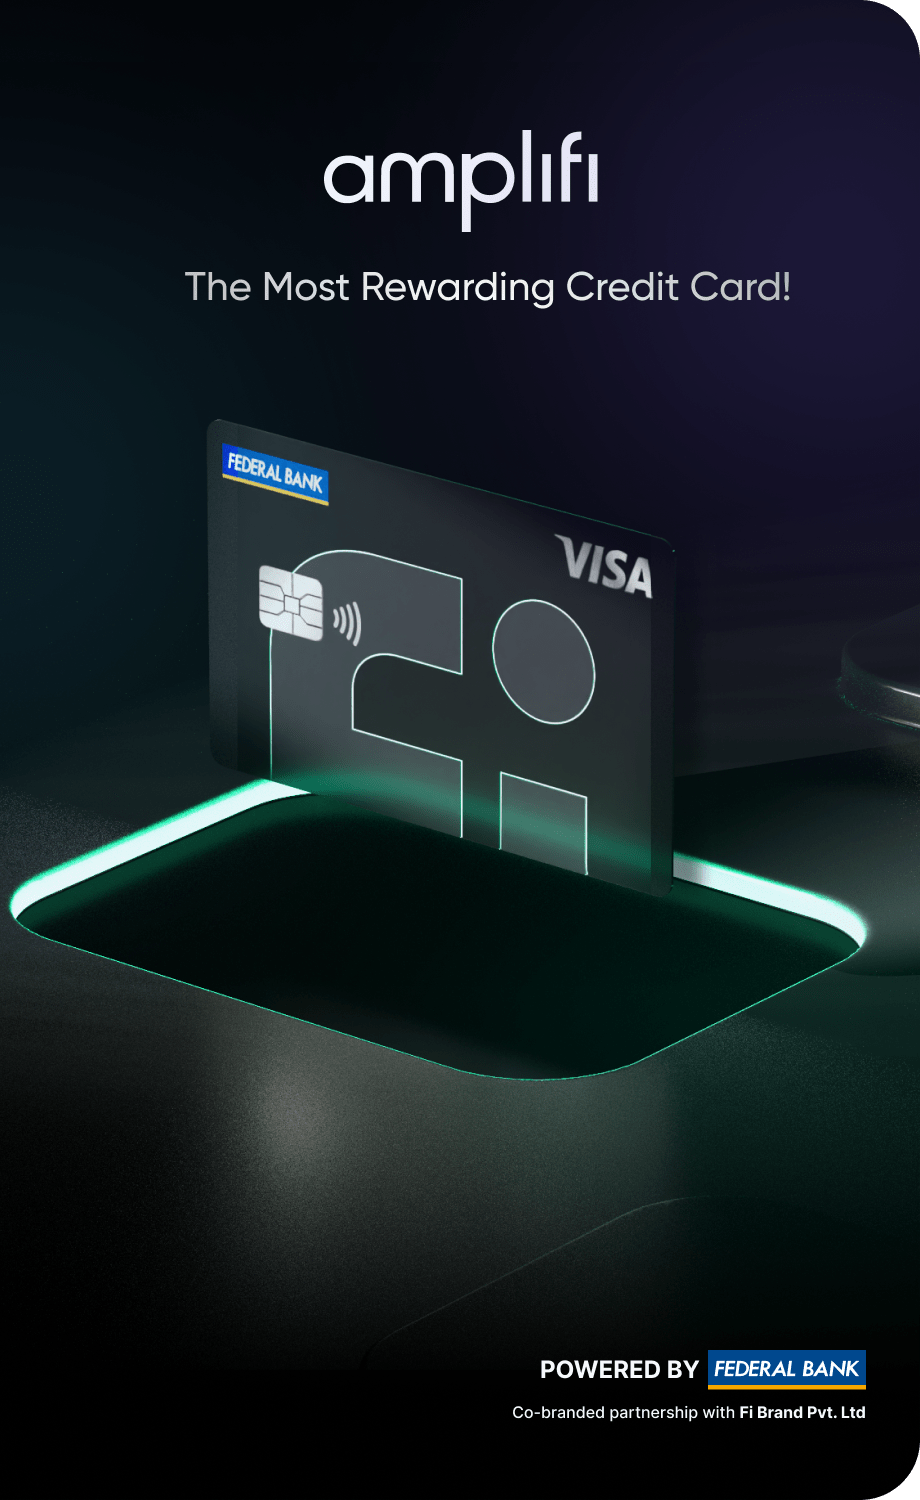 amplifi
The Most Rewarding Credit Card!
FEDERAL BANK
VISA
fi
POWERED BY FEDERAL BANK
Co-branded partnership with Fi Brand Pvt. Ltd